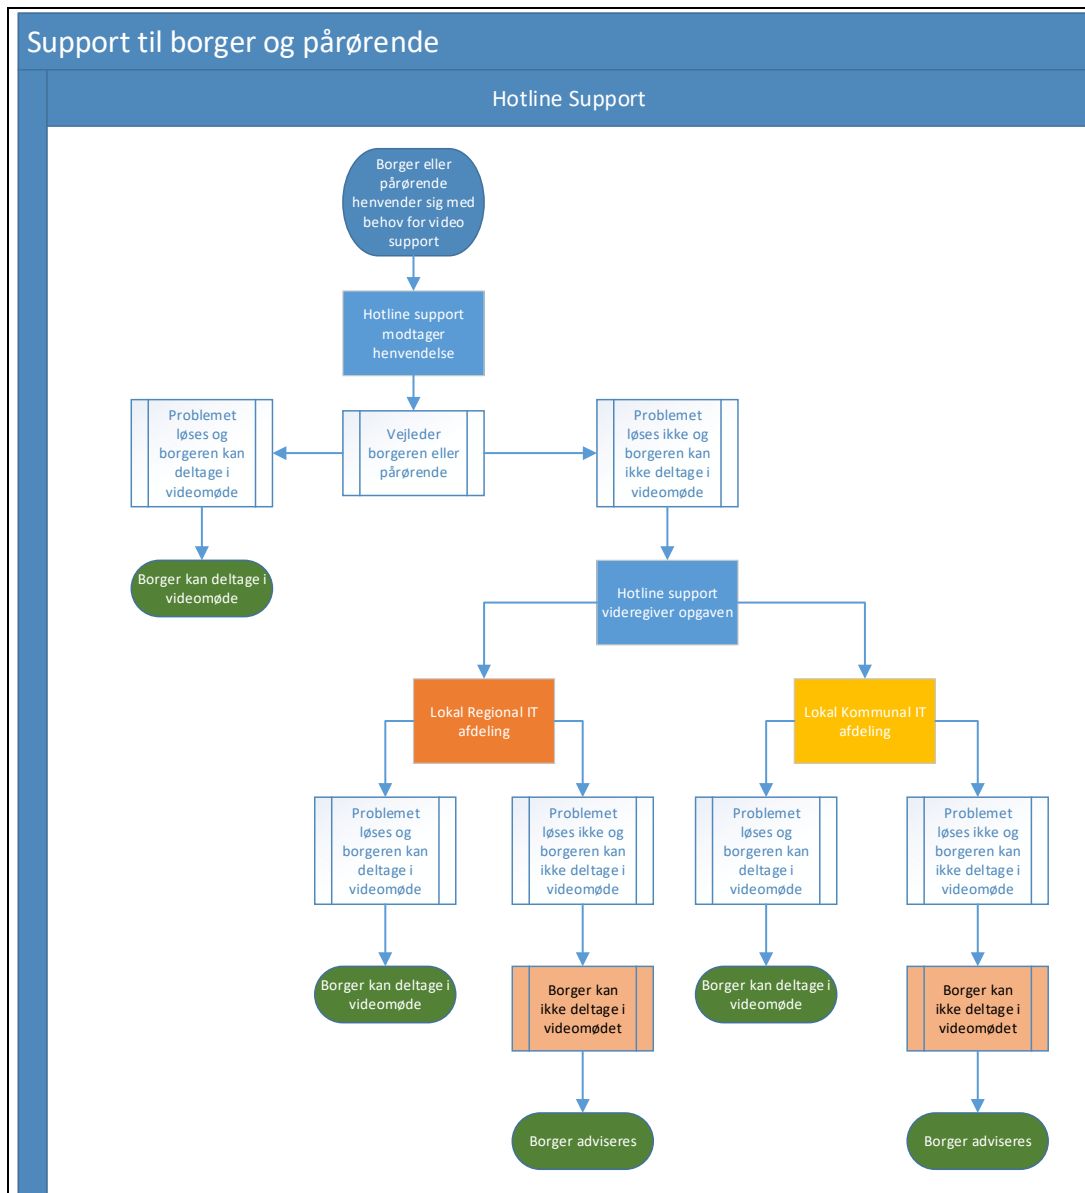 Support til borger og pårørende
Hotline Support
Borger eller
pårørende
henvender sig med
behov for video
support
Hotline support
modtager
henvendelse
Problemet
løses og
borgeren kan
deltage i
videomøde
Vejleder
borgeren eller
pårørende
Problemet
løses ikke og
borgeren kan
ikke deltage i
videomøde
Borger kan deltage i
videomøde
Hotline support
videregiver opgaven
Lokal Regional IT
afdeling
Lokal Kommunal IT
afdeling
Problemet
løses og
borgeren kan
deltage i
videomøde
Problemet
løses ikke og
borgeren kan
ikke deltage i
videomøde
Problemet
løses og
borgeren kan
deltage i
videomøde
Problemet
løses ikke og
borgeren kan
ikke deltage i
videomøde
Borger kan deltage i
videomøde
Borger kan
ikke deltage i
videomødet
Borger kan deltage i
videomøde
Borger kan
ikke deltage i
videomødet
Borger adviseres
Borger adviseres